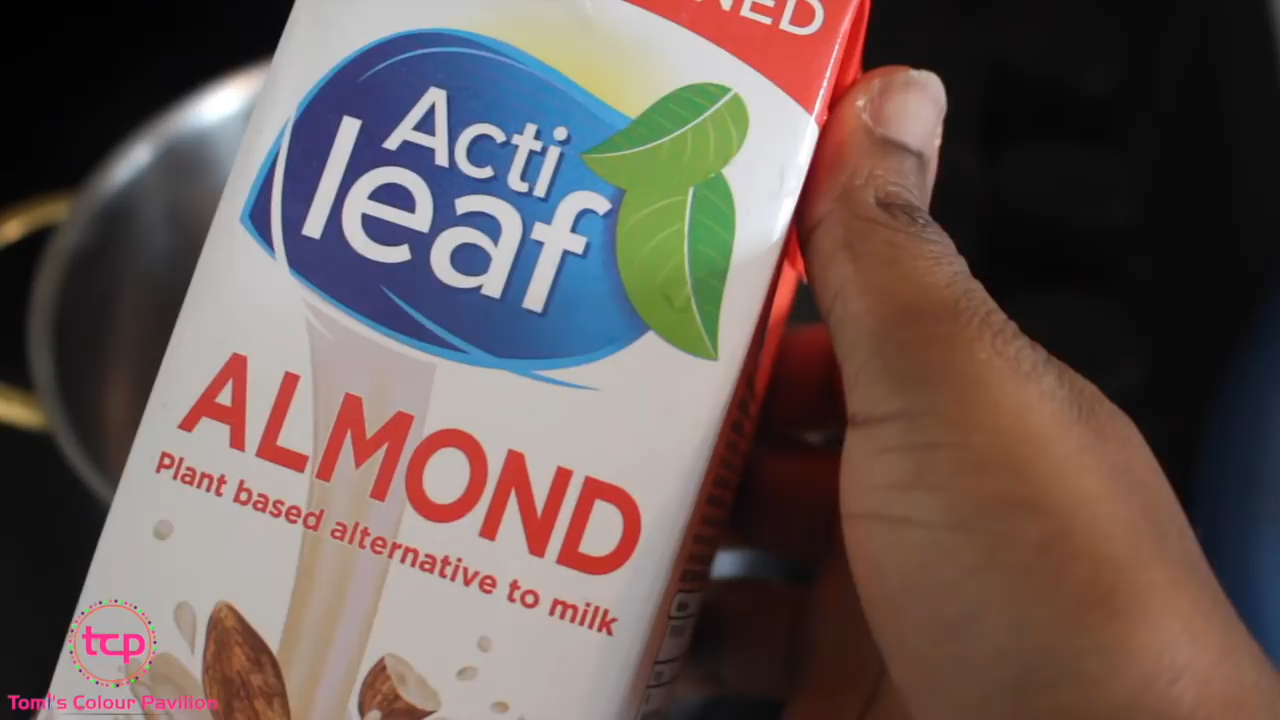 Acti
leaf
ALMOND
Plant based alternative to milk
tcp
Tomi's Colour Pavilion